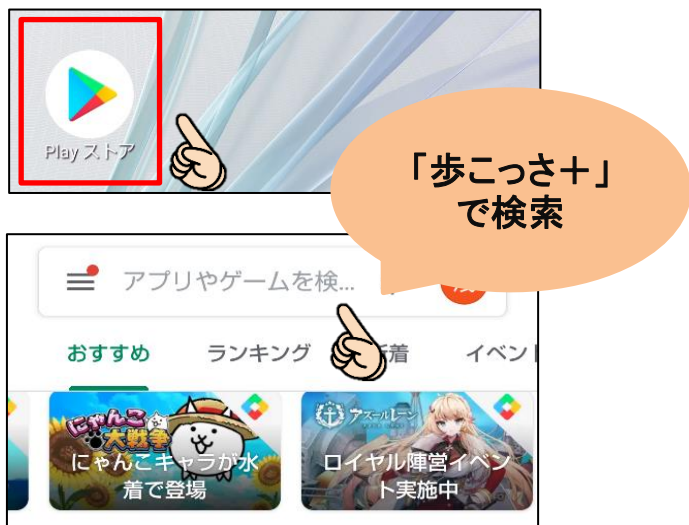 Play ストア
「歩こっさ＋」
で検索
アプリやゲームを検...
おすすめ
ランキング
新着
イベント
にゃんこ
大戦争
にゃんこキャラが水
着で登場
アズールレーン
ロイヤル陣営イベン
ト実施中